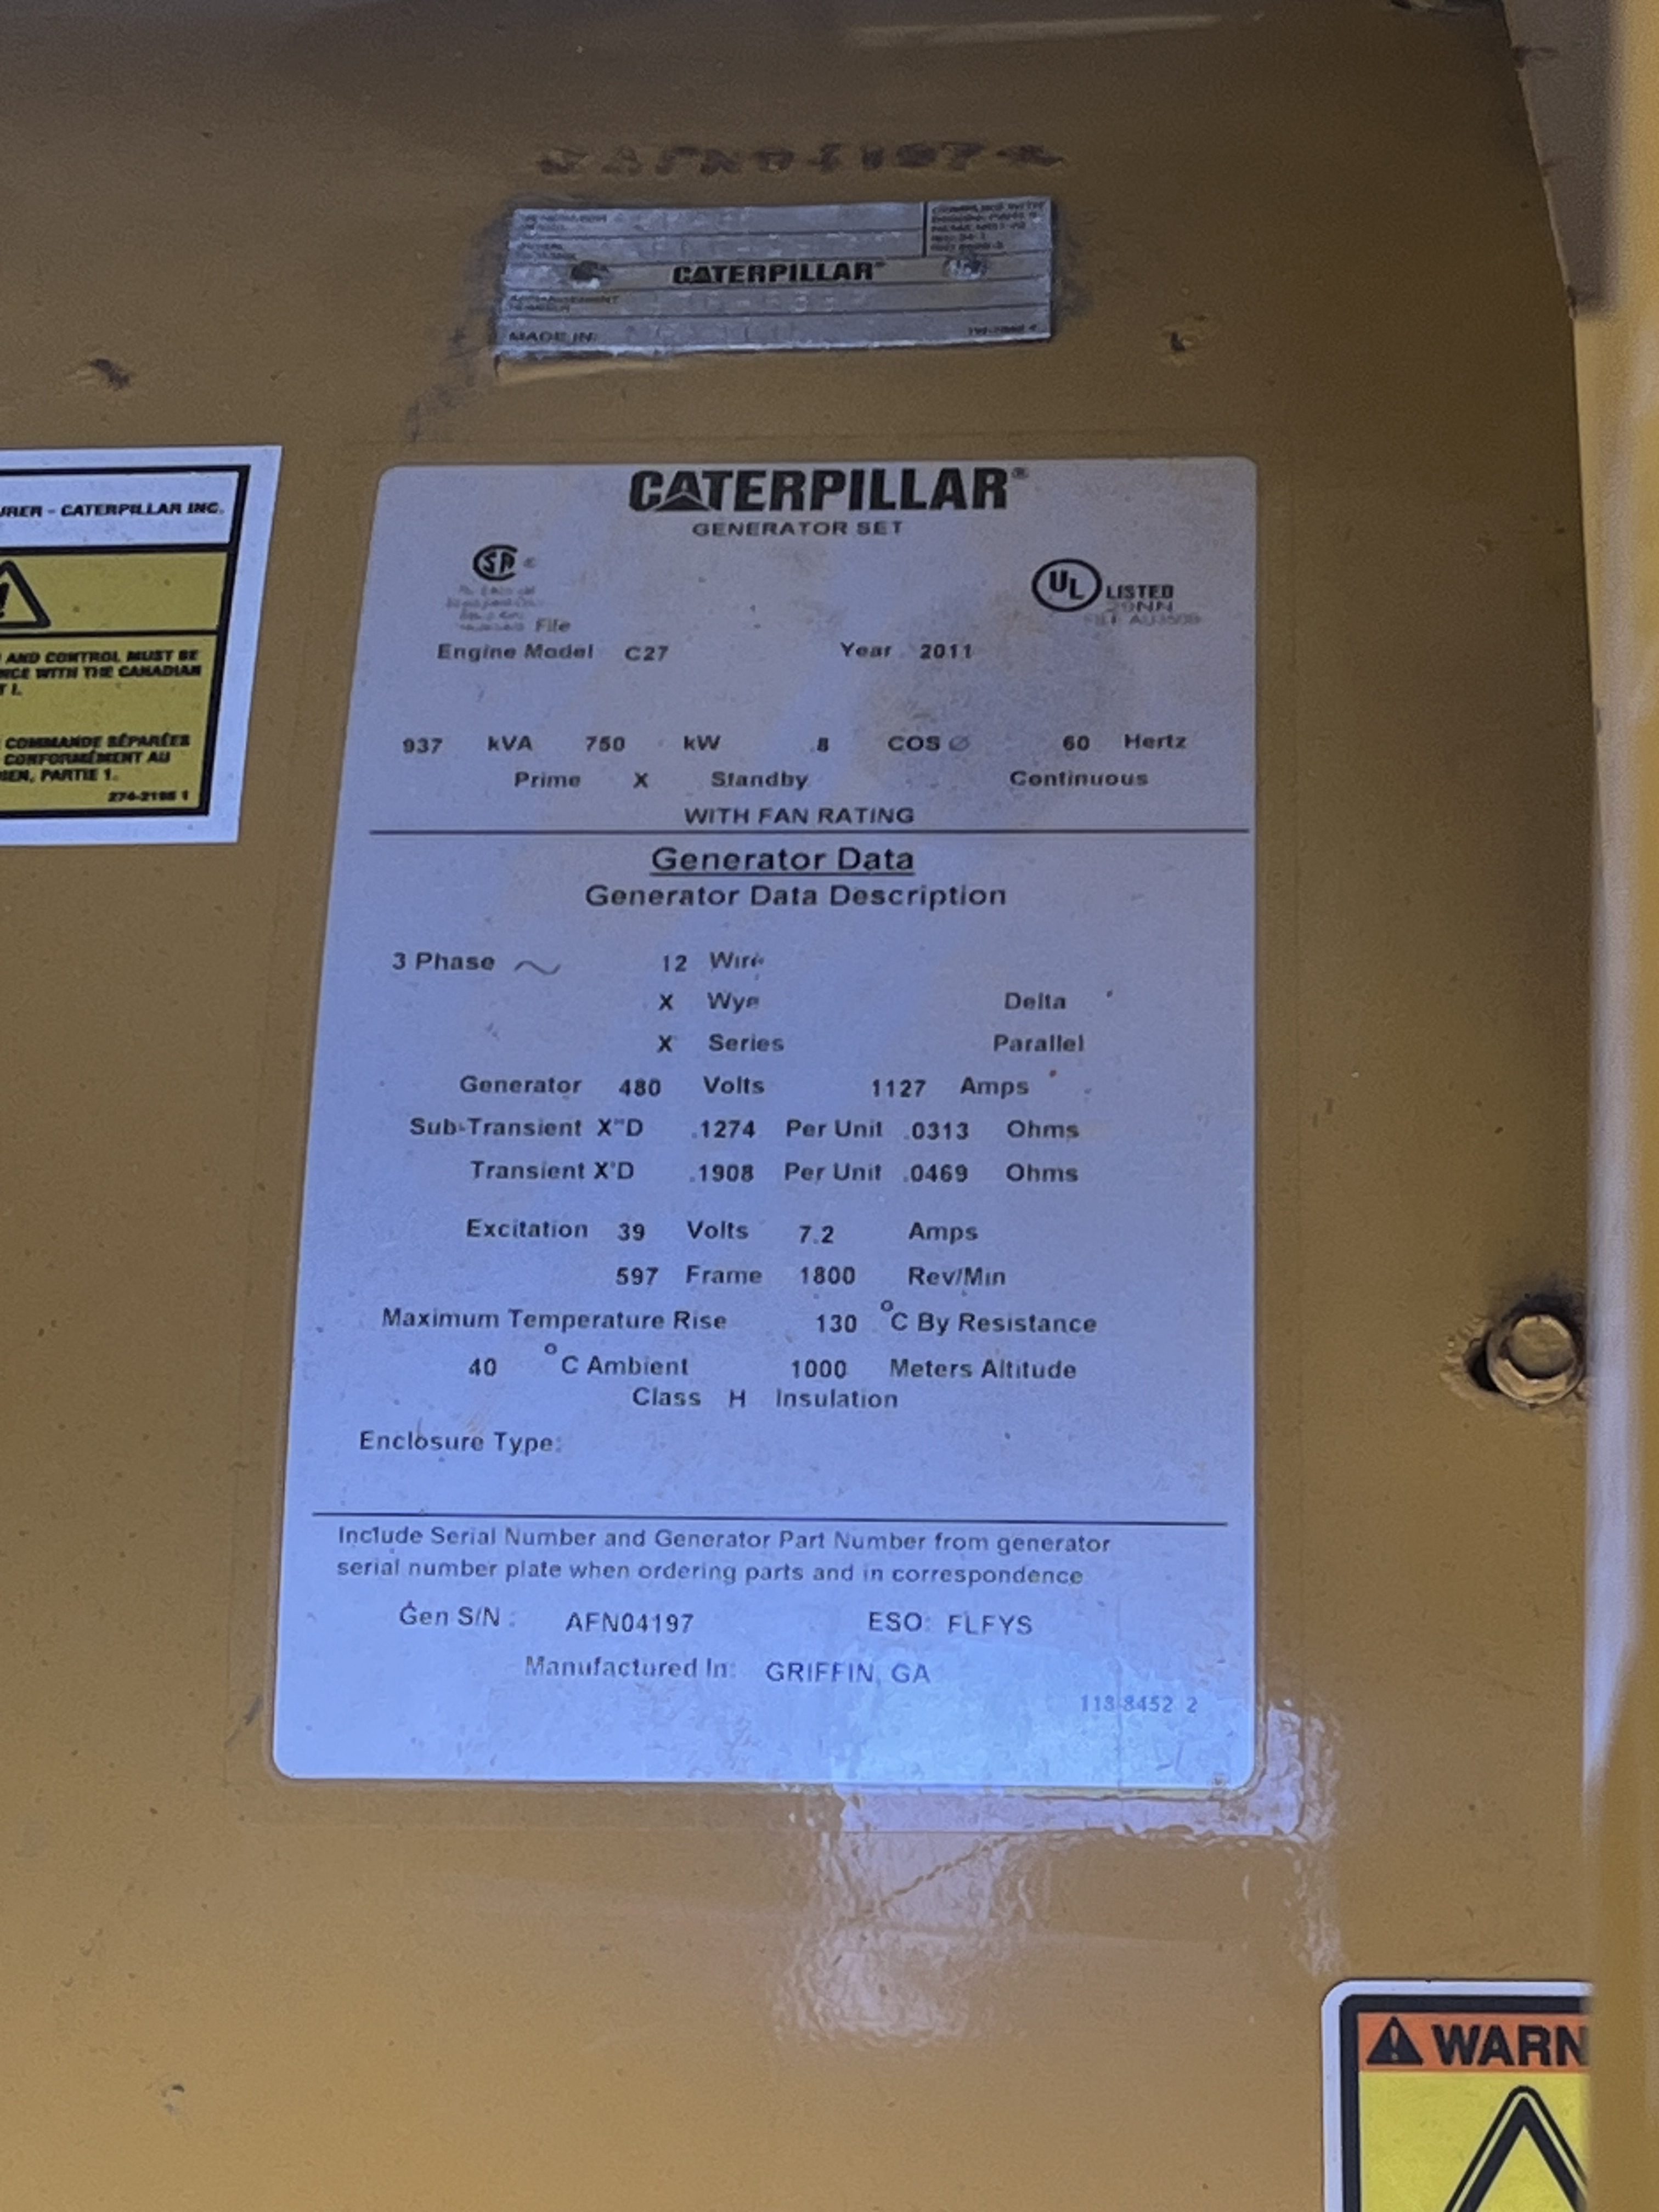 AFN04197
CATERPILLAR®
MADE IN
URER - CATERPILLAR INC.
AND CONTROL MUST BE
NCE WITH THE CANADIAN
T I.
COMMANDE SÉPARÉES
CONFORMÉMENT AU
IEN, PARTIE 1.
274-2195 1
CATERPILLAR®
GENERATOR SET
SA ®
UL LISTED
29NN
File
Engine Model C27 Year 2011
937 kVA 750 kW .8 COS ∅ 60 Hertz
Prime X Standby Continuous
WITH FAN RATING
Generator Data
Generator Data Description
3 Phase 12 Wire
X Wye Delta
X Series Parallel
Generator 480 Volts 1127 Amps
Sub-Transient X"D .1274 Per Unit .0313 Ohms
Transient X'D .1908 Per Unit .0469 Ohms
Excitation 39 Volts 7.2 Amps
597 Frame 1800 Rev/Min
Maximum Temperature Rise 130 °C By Resistance
40 °C Ambient 1000 Meters Altitude
Class H Insulation
Enclosure Type:
Include Serial Number and Generator Part Number from generator
serial number plate when ordering parts and in correspondence
Gen S/N : AFN04197 ESO: FLFYS
Manufactured In: GRIFFIN, GA
113-8452 2
WARN